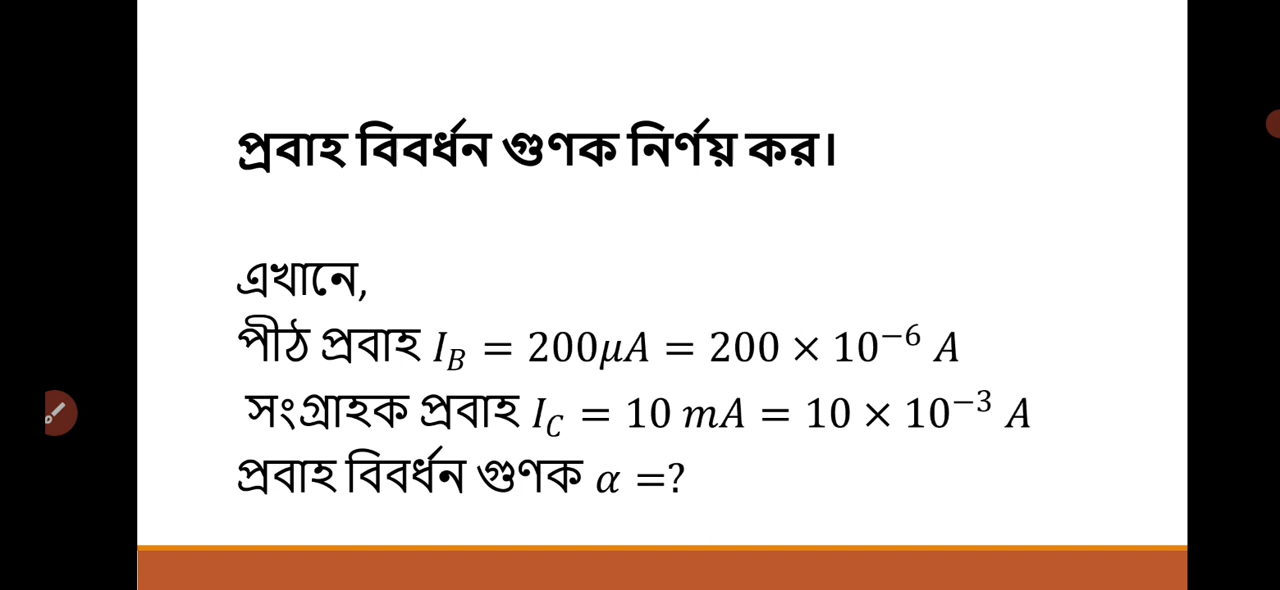 প্রবাহ বিবর্ধন গুণক নির্ণয় কর।
এখানে,
পীঠ প্রবাহ I_B = 200μA = 200 × 10⁻⁶ A
সংগ্রাহক প্রবাহ I_C = 10 mA = 10 × 10⁻³ A
প্রবাহ বিবর্ধন গুণক α =?